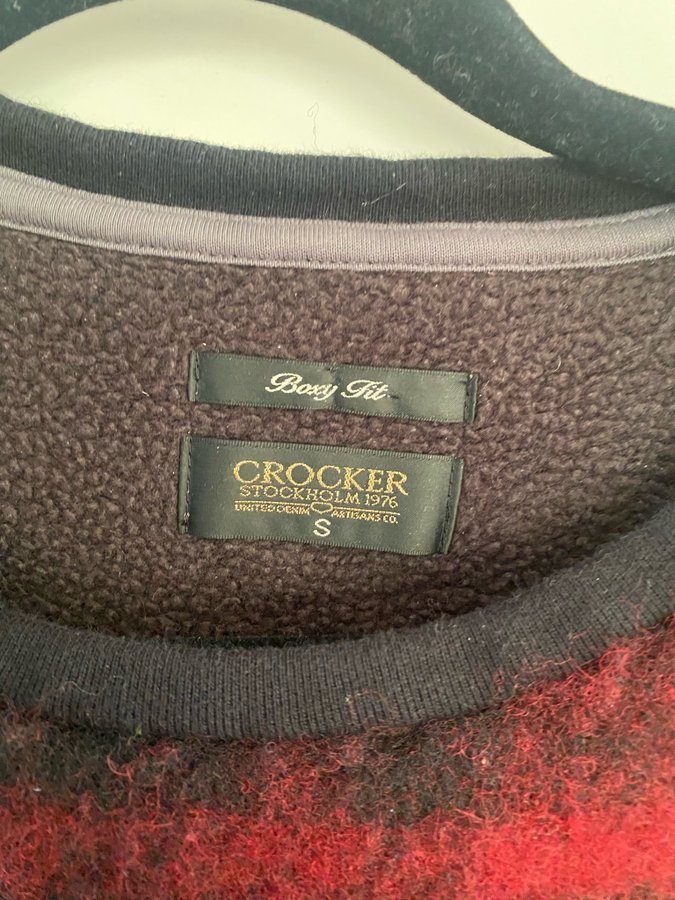 Boxy Fit
CROCKER
STOCKHOLM 1976
UNITED DENIM ARTISANS CO.
S